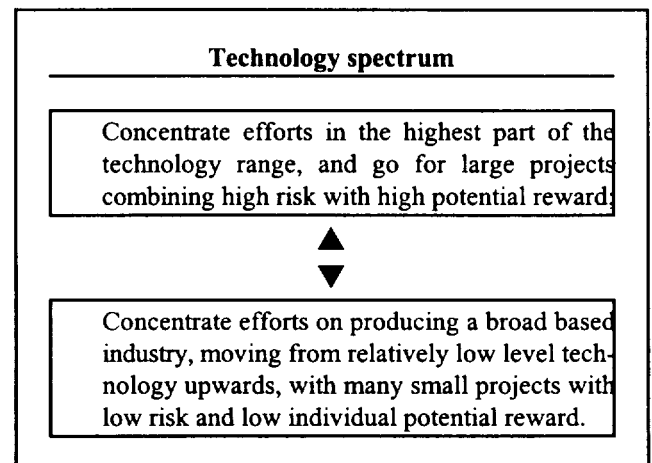 Technology spectrum
Concentrate efforts in the highest part of the
technology range, and go for large projects
combining high risk with high potential reward;
Concentrate efforts on producing a broad based
industry, moving from relatively low level tech-
nology upwards, with many small projects with
low risk and low individual potential reward.